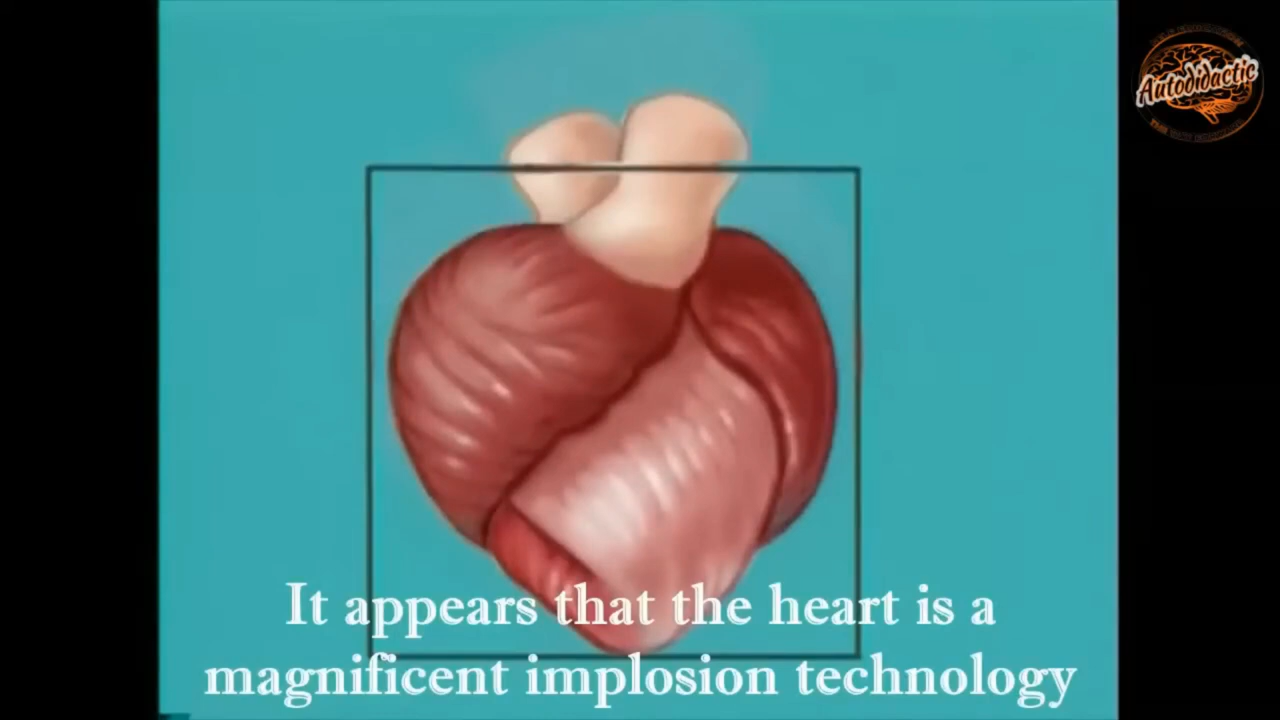 Autodidactic
It appears that the heart is a
magnificent implosion technology